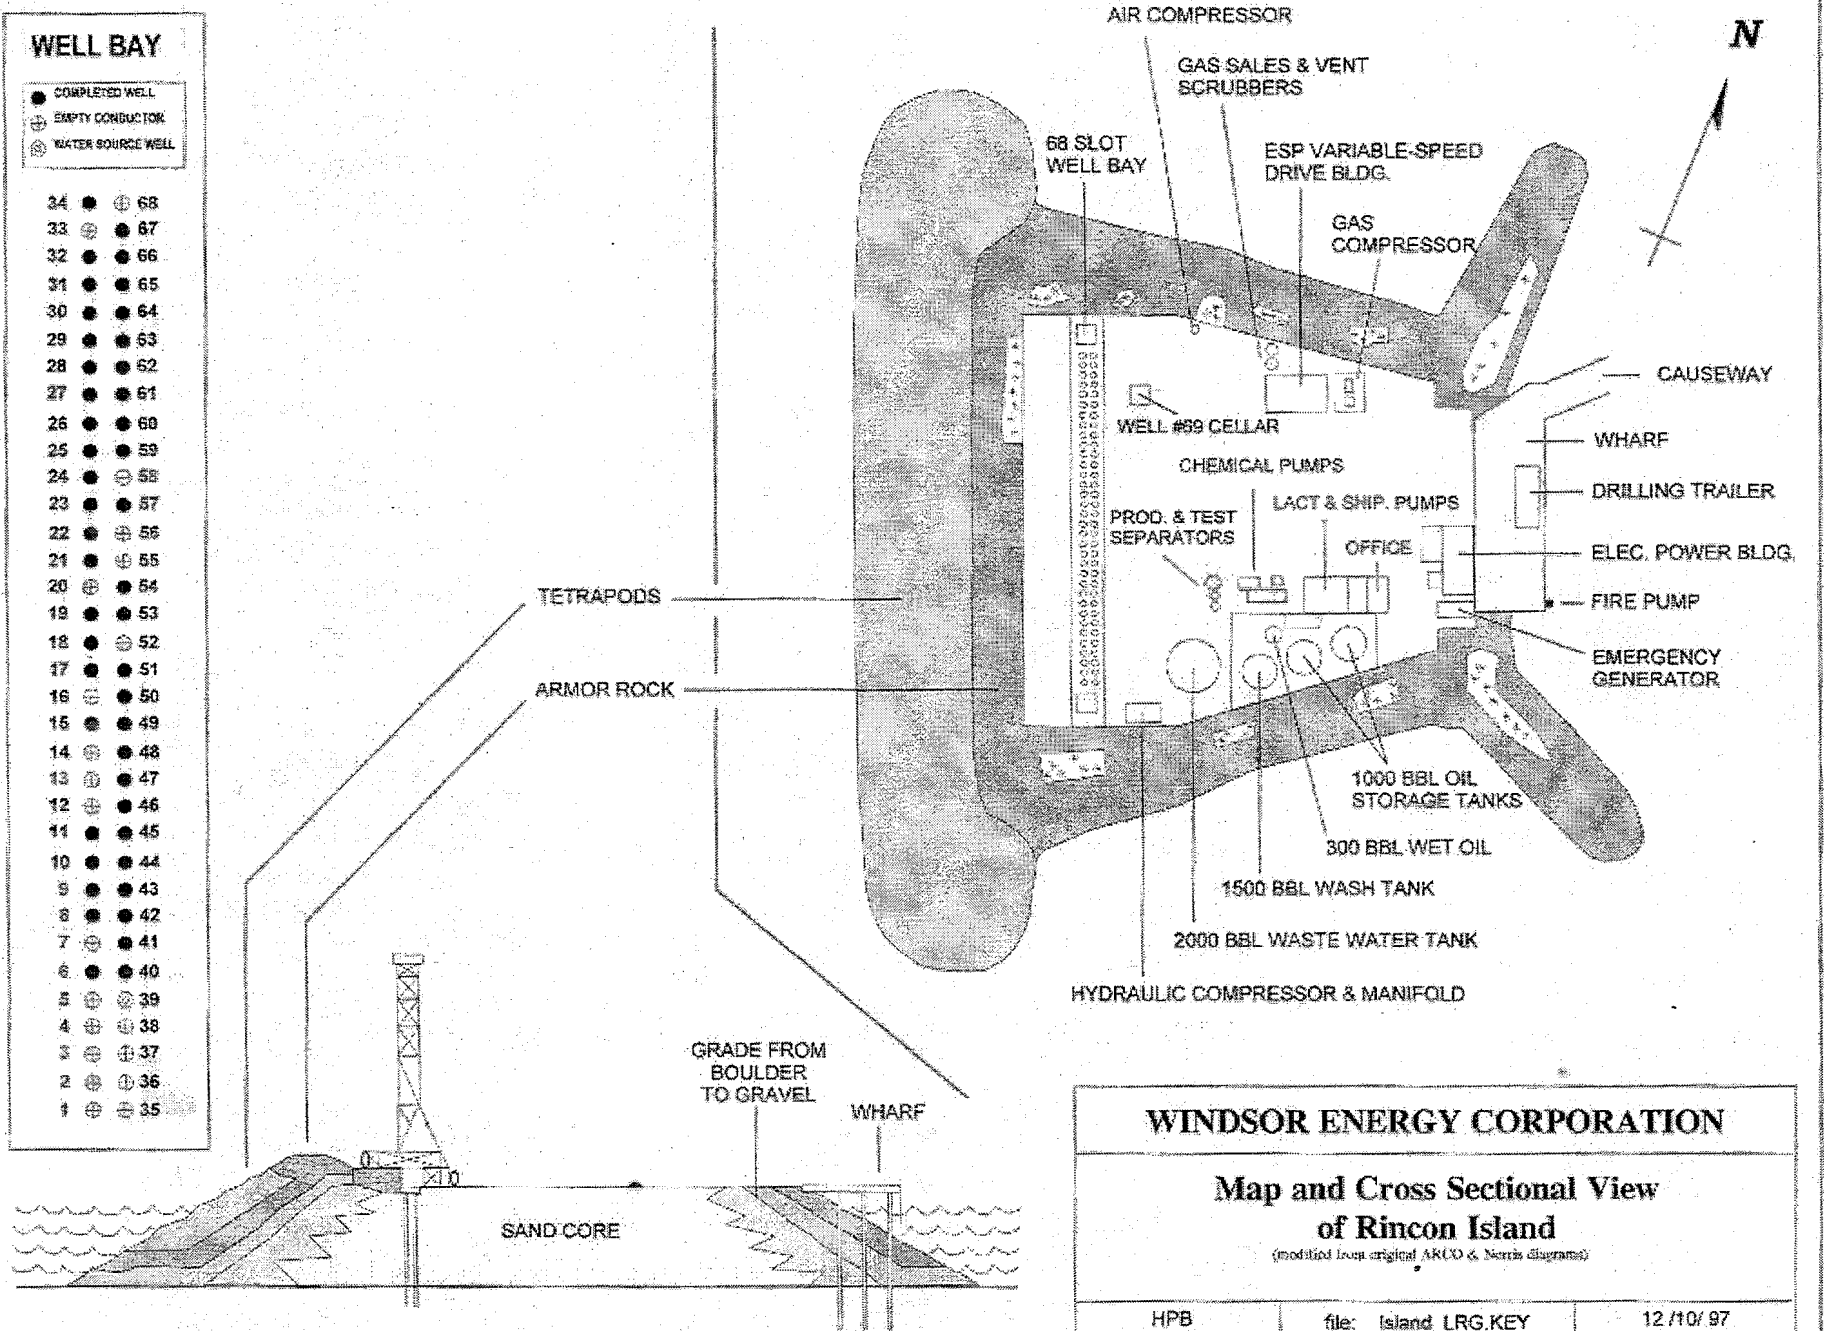 WELL BAY
COMPLETED WELL
EMPTY CONDUCTOR
WATER SOURCE WELL
34 68
33 67
32 66
31 65
30 64
29 63
28 62
27 61
26 60
25 59
24 58
23 57
22 56
21 55
20 54
19 53
18 52
17 51
16 50
15 49
14 48
13 47
12 46
11 45
10 44
9 43
8 42
7 41
6 40
5 39
4 38
3 37
2 36
1 35
AIR COMPRESSOR
GAS SALES & VENT
SCRUBBERS
68 SLOT
WELL BAY
ESP VARIABLE-SPEED
DRIVE BLDG.
GAS
COMPRESSOR
N
CAUSEWAY
WELL #69 CELLAR
WHARF
CHEMICAL PUMPS
DRILLING TRAILER
LACT & SHIP. PUMPS
PROD. & TEST
SEPARATORS
OFFICE
ELEC. POWER BLDG.
TETRAPODS
FIRE PUMP
EMERGENCY
GENERATOR
ARMOR ROCK
1000 BBL OIL
STORAGE TANKS
300 BBL WET OIL
1500 BBL WASH TANK
2000 BBL WASTE WATER TANK
HYDRAULIC COMPRESSOR & MANIFOLD
GRADE FROM
BOULDER
TO GRAVEL
WHARF
SAND CORE
WINDSOR ENERGY CORPORATION
Map and Cross Sectional View
of Rincon Island
(modified from original ARCO & Norris diagrams)
HPB file: Island LRG.KEY 12/10/97